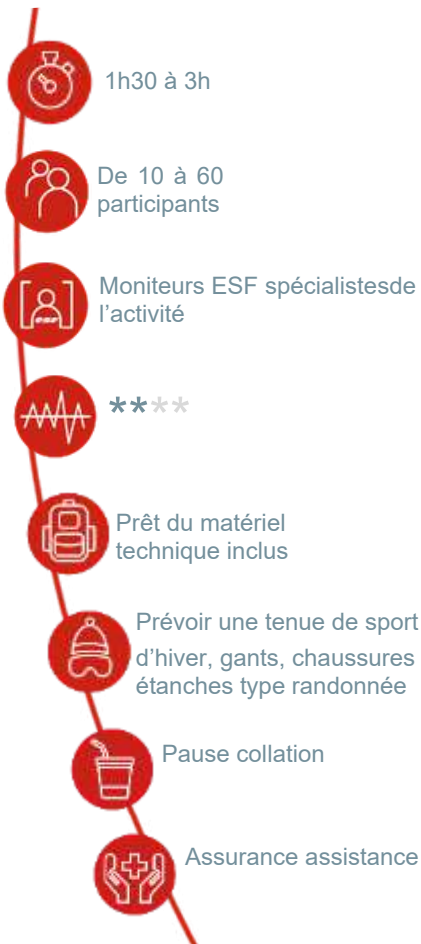 1h30 à 3h
De 10 à 60
participants
Moniteurs ESF spécialistesde
l’activité
****
Prêt du matériel
technique inclus
Prévoir une tenue de sport
d’hiver, gants, chaussures
étanches type randonnée
Pause collation
Assurance assistance